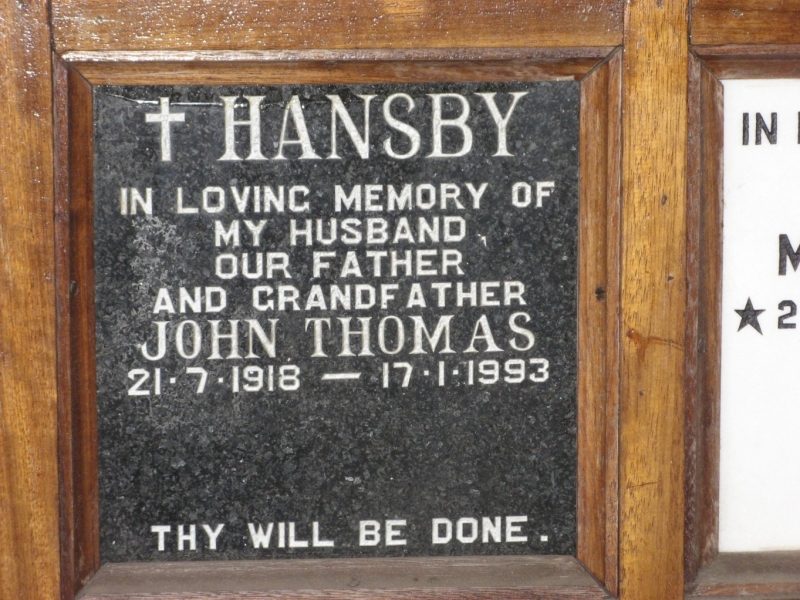 ✝ HANSBY
IN LOVING MEMORY OF
MY HUSBAND
OUR FATHER
AND GRANDFATHER
JOHN THOMAS
21·7·1918 — 17·1·1993
THY WILL BE DONE.
IN